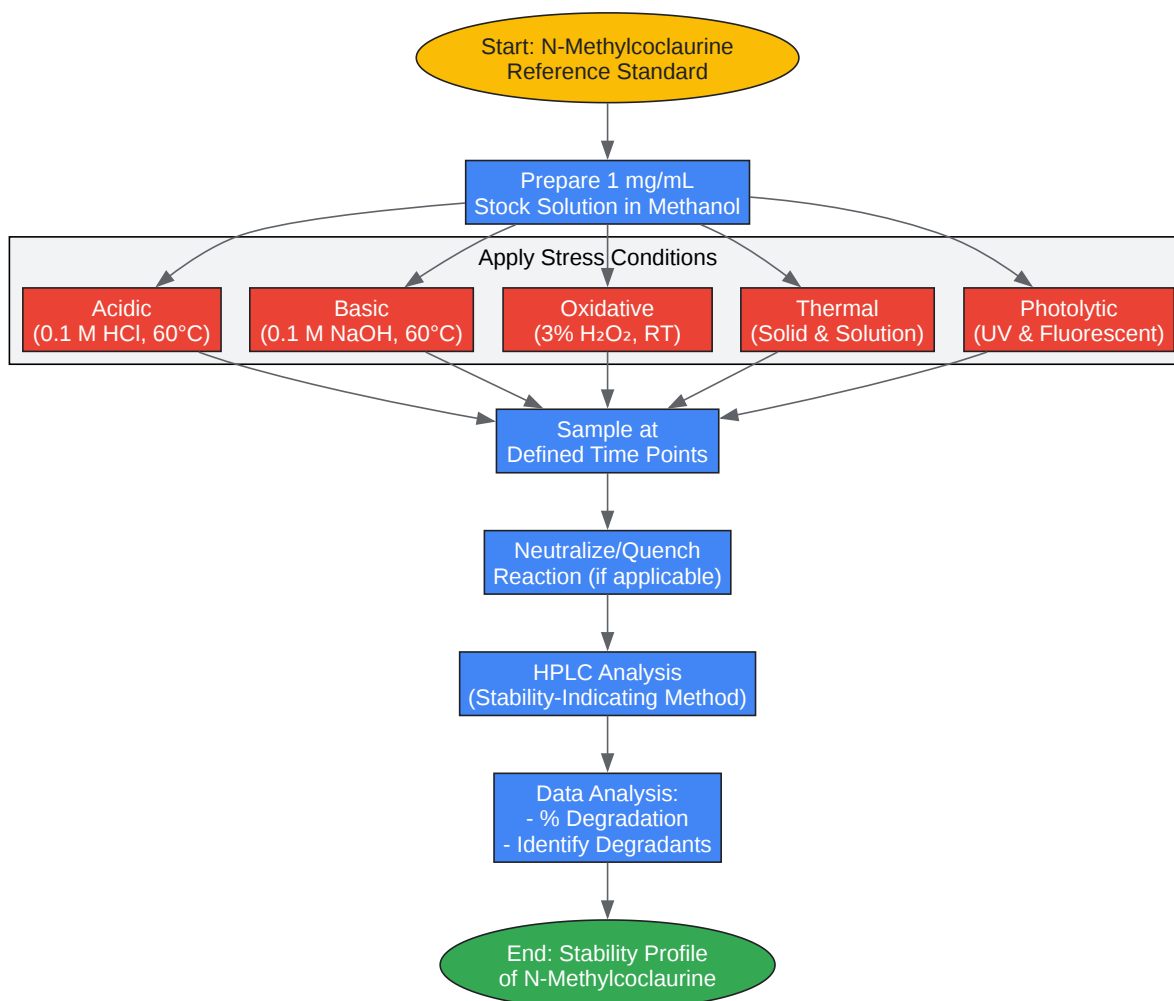 Start: N-Methylcoclaurine
Reference Standard
Prepare 1 mg/mL
Stock Solution in Methanol
Apply Stress Conditions
Acidic
(0.1 M HCl, 60°C)
Basic
(0.1 M NaOH, 60°C)
Oxidative
(3% H₂O₂, RT)
Thermal
(Solid & Solution)
Photolytic
(UV & Fluorescent)
Sample at
Defined Time Points
Neutralize/Quench
Reaction (if applicable)
HPLC Analysis
(Stability-Indicating Method)
Data Analysis:
- % Degradation
- Identify Degradants
End: Stability Profile
of N-Methylcoclaurine